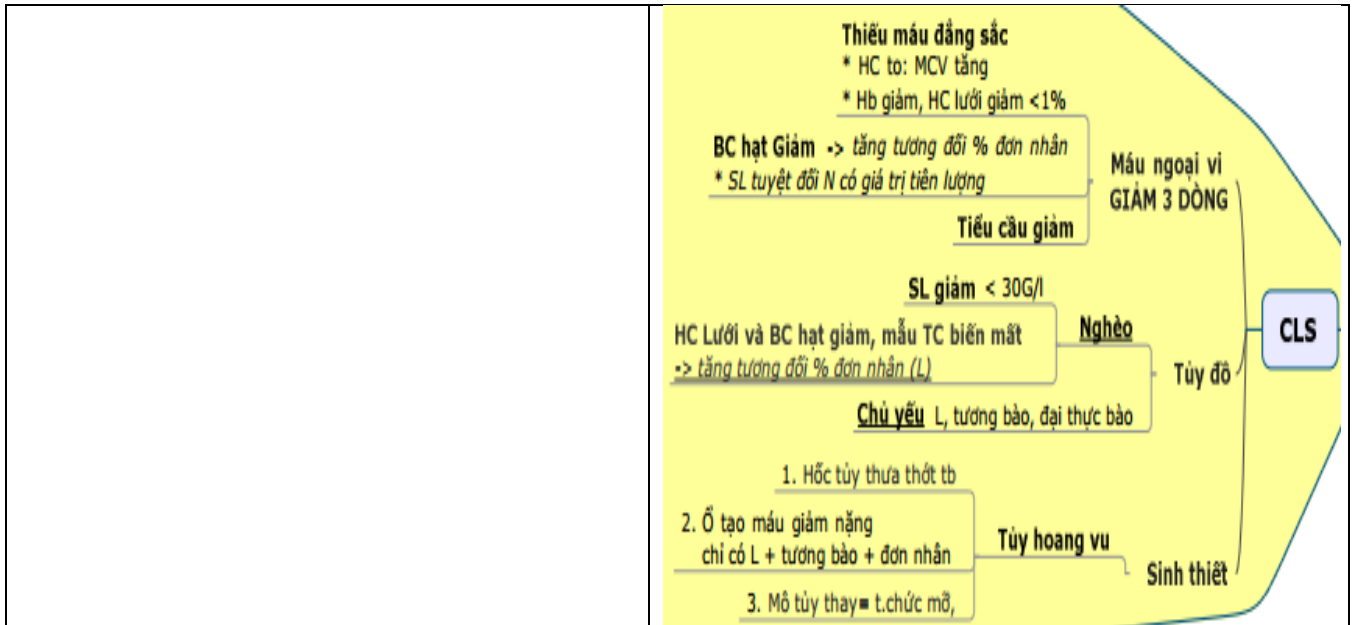 Thiếu máu đẳng sắc
* HC to: MCV tăng
* Hb giảm, HC lưới giảm <1%
BC hạt Giảm -> tăng tương đối % đơn nhân
* SL tuyệt đối N có giá trị tiên lượng
Tiểu cầu giảm
Máu ngoại vi
GIẢM 3 DÒNG
SL giảm < 30G/l
HC Lưới và BC hạt giảm, mẫu TC biến mất
-> tăng tương đối % đơn nhân (L)
Nghèo
Chủ yếu L, tương bào, đại thực bào
Tủy đồ
CLS
1. Hốc tủy thưa thớt tb
2. Ổ tạo máu giảm nặng
chỉ có L + tương bào + đơn nhân
3. Mô tủy thay= t.chức mỡ,
Tủy hoang vu
Sinh thiết